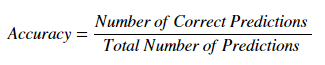 Accuracy = Number of Correct Predictions / Total Number of Predictions